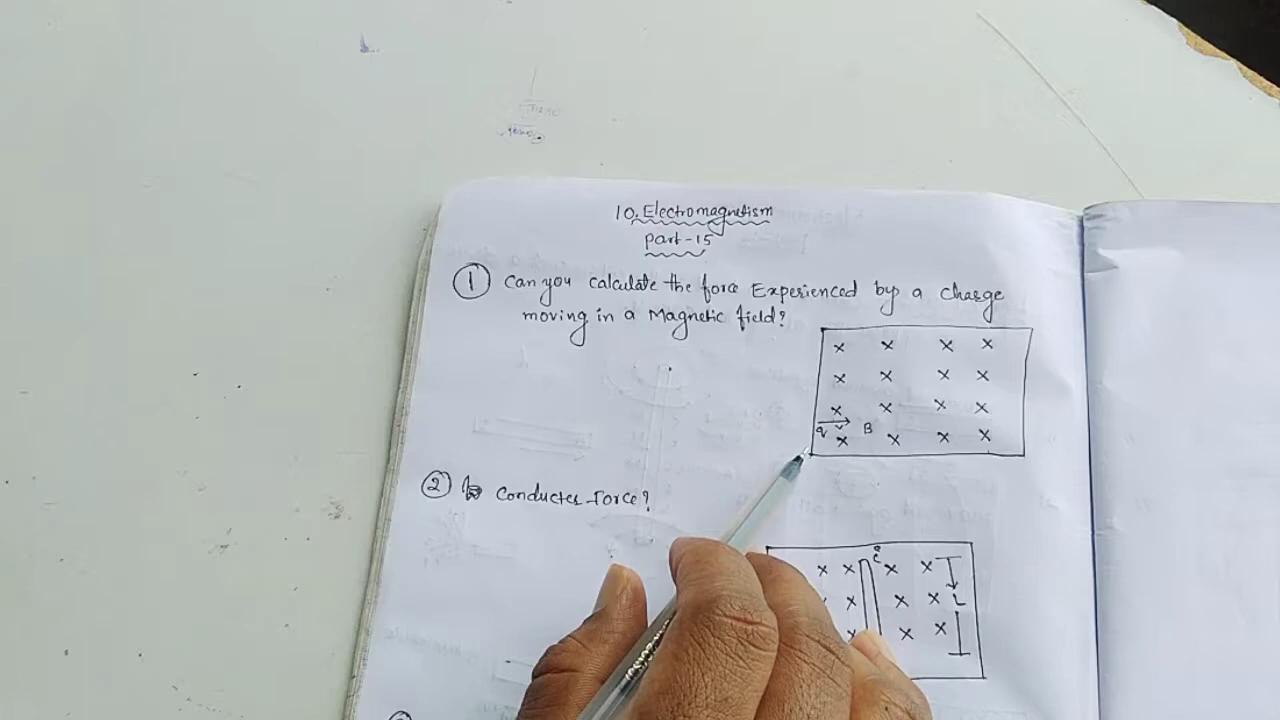 10. Electromagnetism
Part-15
1 Can you calculate the force Experienced by a charge
moving in a Magnetic field?
x x x x
x x x x
x x x x
q v B
x x x x
2 Conducter Force?
i
x x x x
L
x x x
x x x